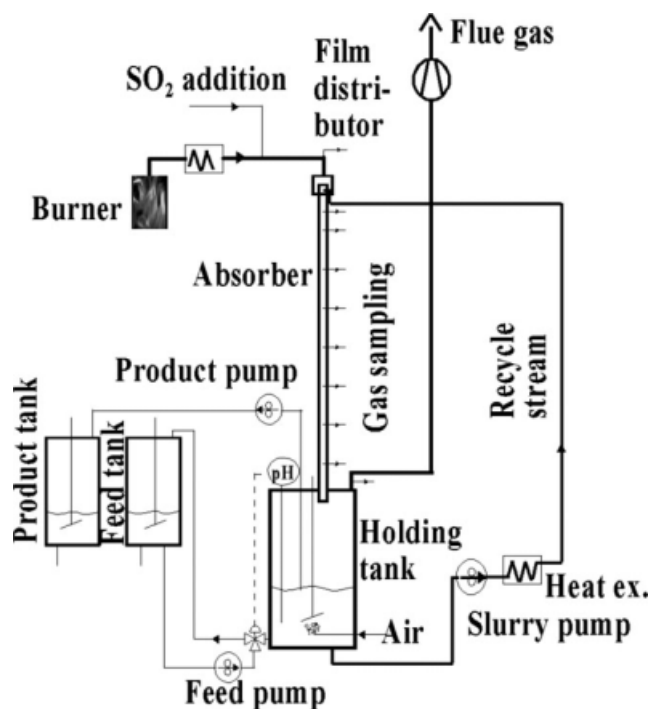 Flue gas
Film
distri-
butor
SO₂ addition
Burner
Absorber
Gas sampling
Recycle
stream
Product pump
Product tank
Feed tank
pH
Holding
tank
Air
Heat ex.
Slurry pump
Feed pump